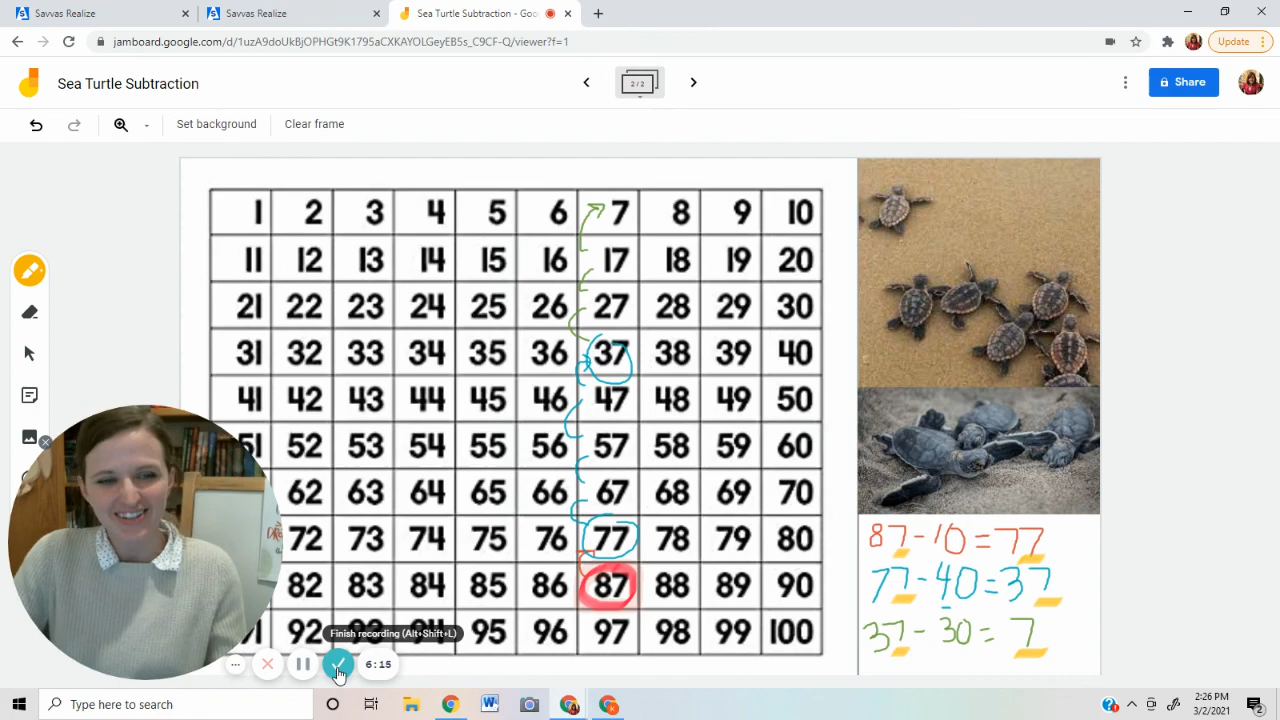 Savvas Realize
Savvas Realize
Sea Turtle Subtraction - Goo
jamboard.google.com/d/1uzA9doUkBjOPHGt9K1795aCXKAYOLGeyEB5s_C9CF-Q/viewer?f=1
Update
Sea Turtle Subtraction
2/2
Share
Set background
Clear frame
1 2 3 4 5 6 7 8 9 10
11 12 13 14 15 16 17 18 19 20
21 22 23 24 25 26 27 28 29 30
31 32 33 34 35 36 37 38 39 40
41 42 43 44 45 46 47 48 49 50
51 52 53 54 55 56 57 58 59 60
62 63 64 65 66 67 68 69 70
72 73 74 75 76 77 78 79 80
82 83 84 85 86 87 88 89 90
91 92 93 94 95 96 97 98 99 100
87-10=77
77-40=37
37-30=7
Finish recording (Alt+Shift+L)
6:15
Type here to search
2:26 PM
3/2/2021
2